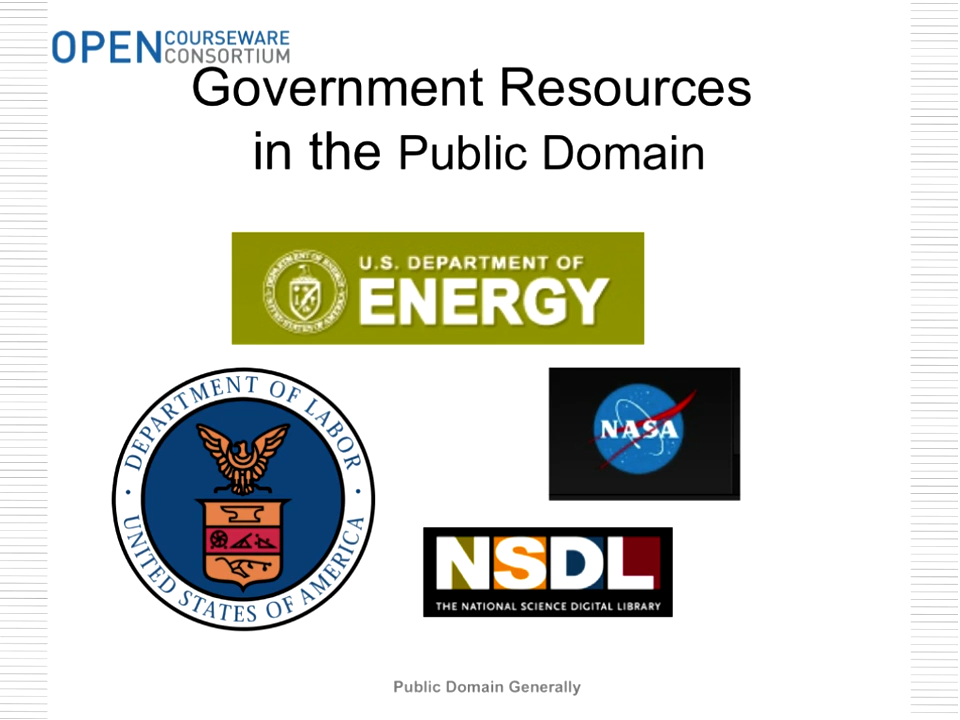 OPEN COURSEWARE
CONSORTIUM
Government Resources
in the Public Domain
U.S. DEPARTMENT OF
ENERGY
DEPARTMENT OF LABOR
UNITED STATES OF AMERICA
NASA
NSDL
THE NATIONAL SCIENCE DIGITAL LIBRARY
Public Domain Generally